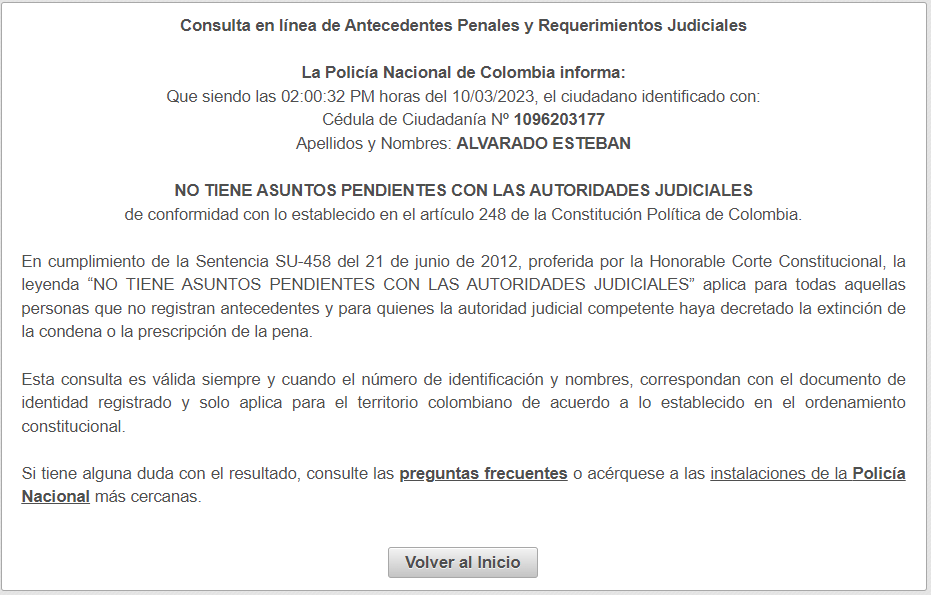 Consulta en línea de Antecedentes Penales y Requerimientos Judiciales
La Policía Nacional de Colombia informa:
Que siendo las 02:00:32 PM horas del 10/03/2023, el ciudadano identificado con:
Cédula de Ciudadanía Nº 1096203177
Apellidos y Nombres: ALVARADO ESTEBAN
NO TIENE ASUNTOS PENDIENTES CON LAS AUTORIDADES JUDICIALES
de conformidad con lo establecido en el artículo 248 de la Constitución Política de Colombia.
En cumplimiento de la Sentencia SU-458 del 21 de junio de 2012, proferida por la Honorable Corte Constitucional, la
leyenda “NO TIENE ASUNTOS PENDIENTES CON LAS AUTORIDADES JUDICIALES” aplica para todas aquellas
personas que no registran antecedentes y para quienes la autoridad judicial competente haya decretado la extinción de
la condena o la prescripción de la pena.
Esta consulta es válida siempre y cuando el número de identificación y nombres, correspondan con el documento de
identidad registrado y solo aplica para el territorio colombiano de acuerdo a lo establecido en el ordenamiento
constitucional.
Si tiene alguna duda con el resultado, consulte las preguntas frecuentes o acérquese a las instalaciones de la Policía
Nacional más cercanas.
Volver al Inicio